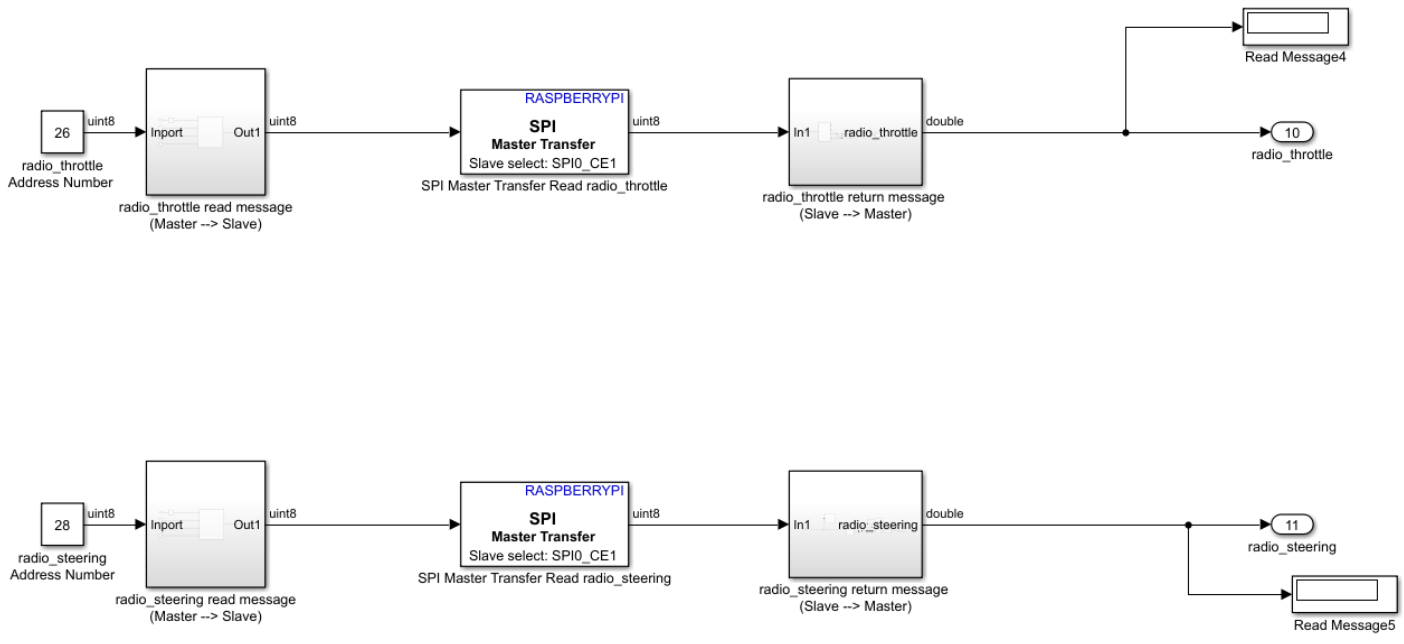 Read Message4
RASPBERRYPI
26
uint8
Inport
Out1
uint8
SPI
Master Transfer
Slave select: SPI0_CE1
uint8
In1
radio_throttle
double
10
radio_throttle
radio_throttle
Address Number
SPI Master Transfer Read radio_throttle
radio_throttle read message
(Master --> Slave)
radio_throttle return message
(Slave --> Master)
RASPBERRYPI
28
uint8
Inport
Out1
uint8
SPI
Master Transfer
Slave select: SPI0_CE1
uint8
In1
radio_steering
double
11
radio_steering
radio_steering
Address Number
SPI Master Transfer Read radio_steering
radio_steering read message
(Master --> Slave)
radio_steering return message
(Slave --> Master)
Read Message5